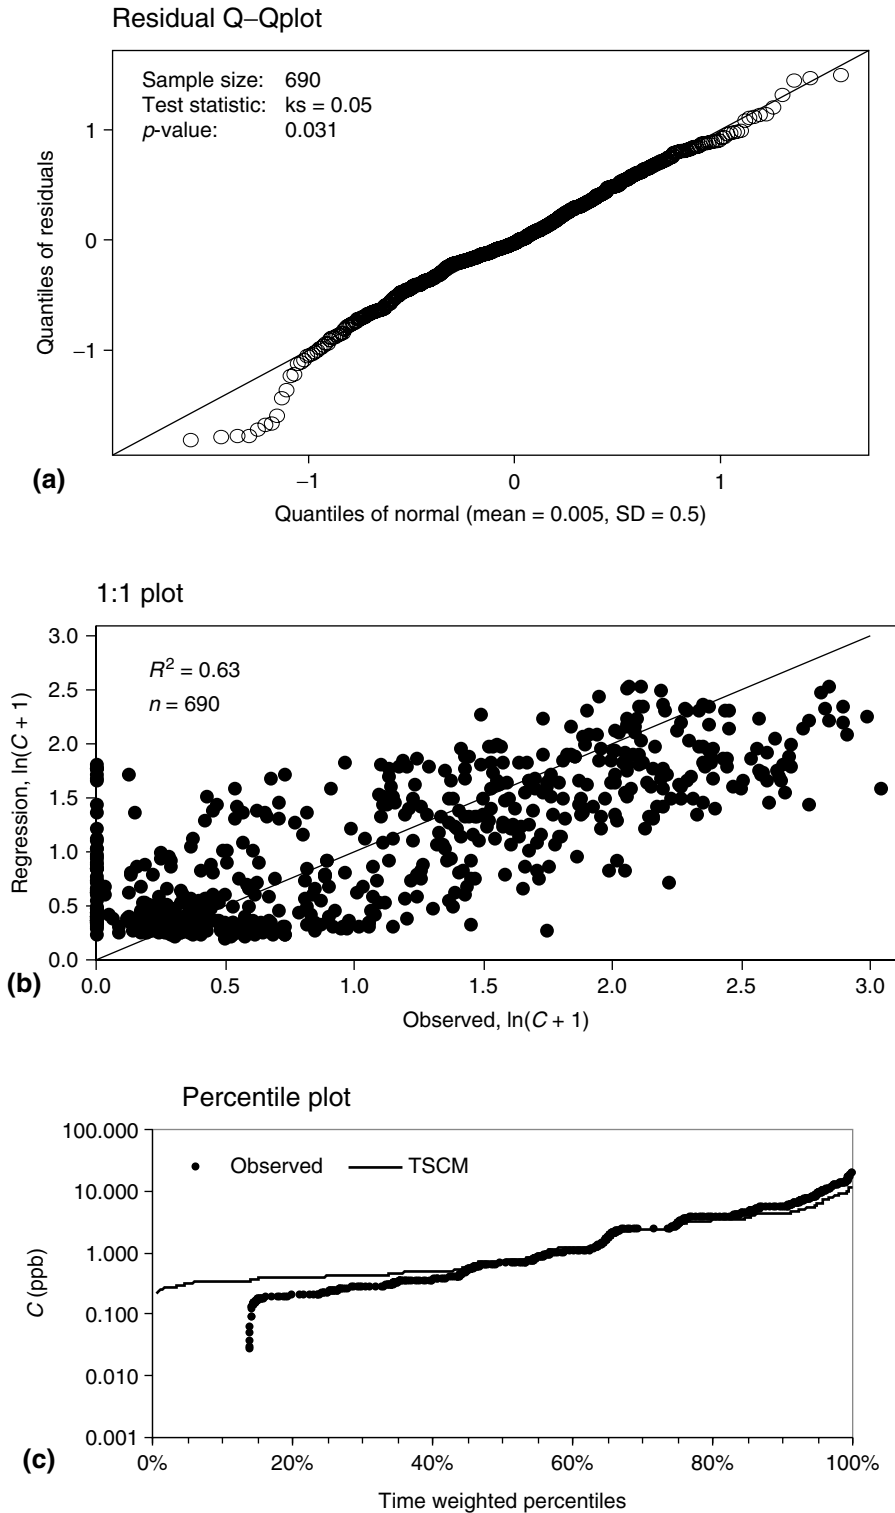 Residual Q–Qplot
Sample size: 690
Test statistic: ks = 0.05
p-value: 0.031
1
0
−1
Quantiles of residuals
−1 0 1
(a)
Quantiles of normal (mean = 0.005, SD = 0.5)
1:1 plot
R² = 0.63
n = 690
3.0
2.5
2.0
1.5
1.0
0.5
0.0
Regression, ln(C + 1)
0.0 0.5 1.0 1.5 2.0 2.5 3.0
(b)
Observed, ln(C + 1)
Percentile plot
Observed TSCM
100.000
10.000
1.000
0.100
0.010
0.001
C (ppb)
0% 20% 40% 60% 80% 100%
(c)
Time weighted percentiles